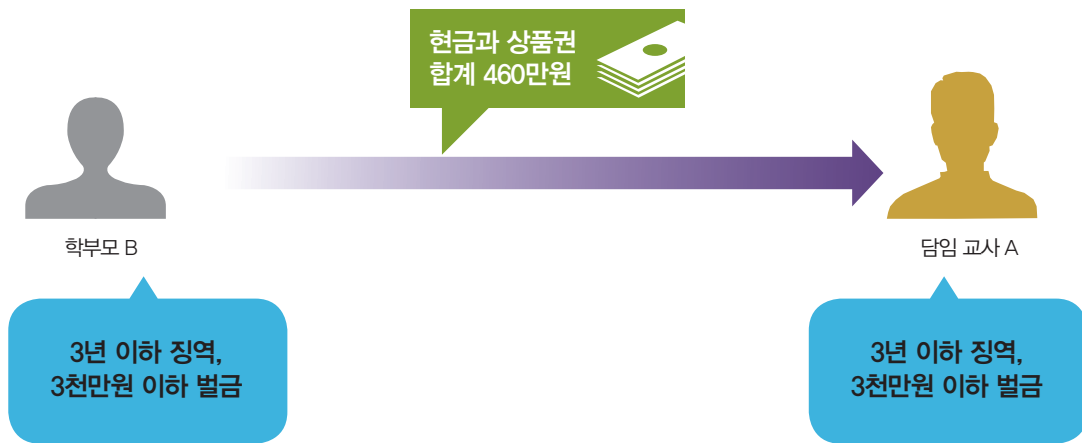 현금과 상품권
합계 460만원
학부모 B
담임 교사 A
3년 이하 징역,
3천만원 이하 벌금
3년 이하 징역,
3천만원 이하 벌금